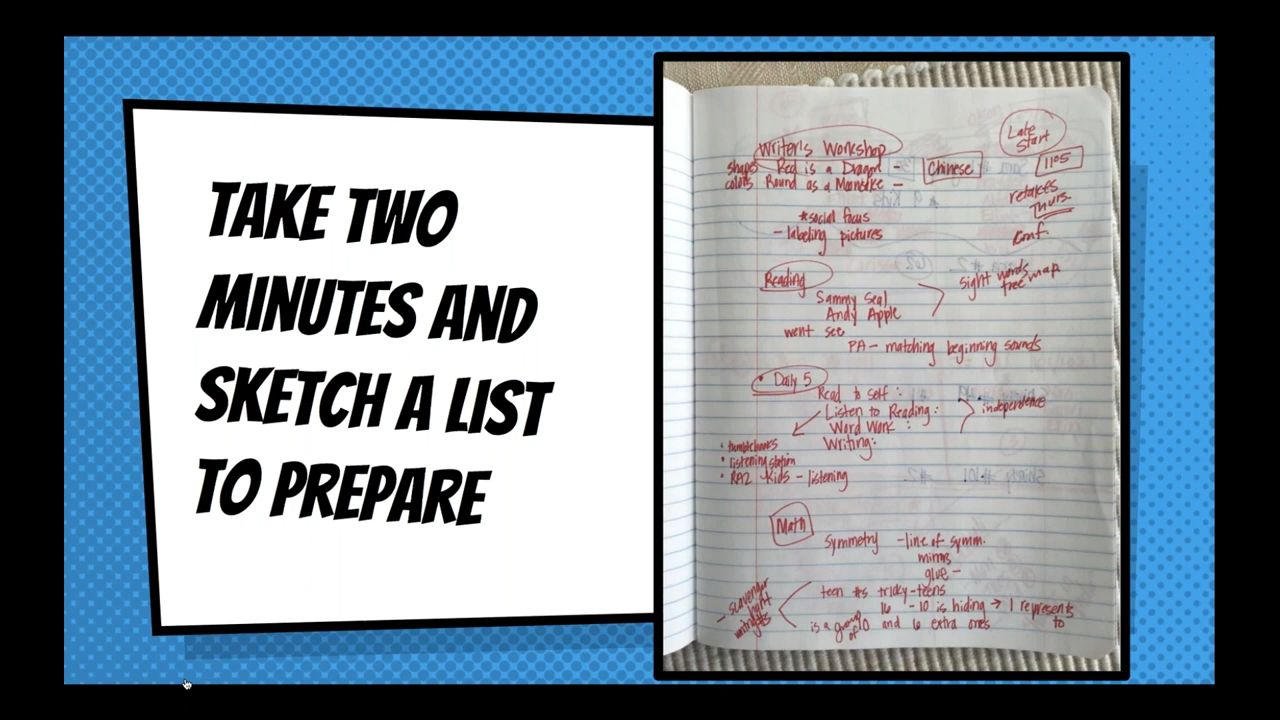 TAKE TWO
MINUTES AND
SKETCH A LIST
TO PREPARE
Late
Start
Writer's Workshop
shapes Red is a Dragon - Chinese
1105
colors Round as a Mooncake -
retakes
Thurs.
*social focus
- labeling pictures
conf.
Reading
sight words
tree map
Sammy Seal
Andy Apple
went see
PA - matching beginning sounds
• Daily 5
Read to self :
Listen to Reading :
independence
Word Work :
Writing:
• tumblebooks
• listening station
• RAZ Kids - listening
Math
Symmetry - line of symm.
glue -
teen #s tricky-teens
- scavenger
hunt
16 - 10 is hiding → 1 represents
is a group of 10 and 6 extra ones